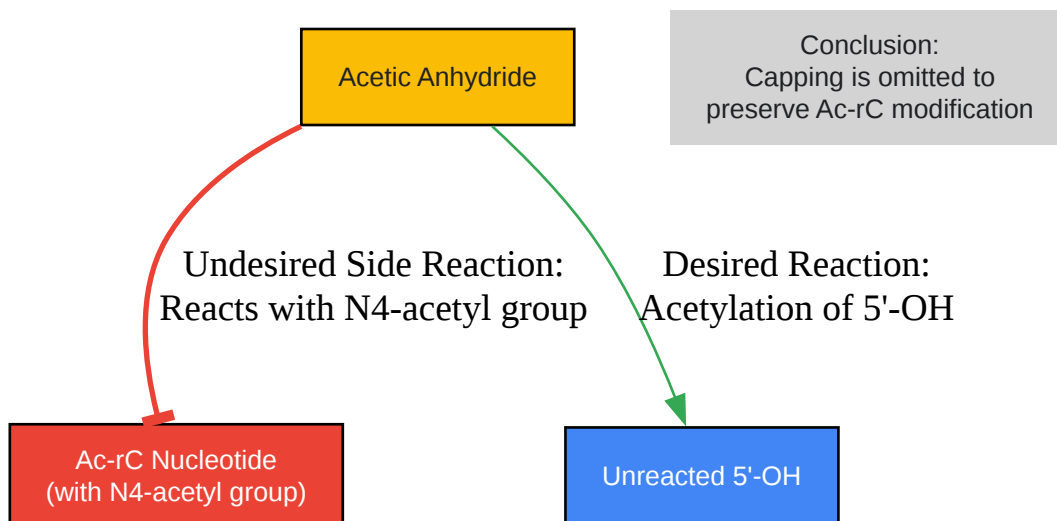 Acetic Anhydride
Conclusion:
Capping is omitted to
preserve Ac-rC modification
Undesired Side Reaction:
Reacts with N4-acetyl group
Desired Reaction:
Acetylation of 5'-OH
Ac-rC Nucleotide
(with N4-acetyl group)
Unreacted 5'-OH